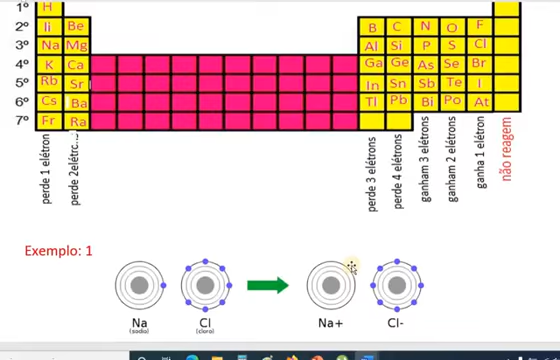 1º H
2º li Be B C N O F
3º Na Mg Al Si P S Cl
4º K Ca Ga Ge As Se Br
5º Rb Sr In Sn Sb Te I
6º Cs Ba Tl Pb Bi Po At
7º Fr Ra
perde 1 elétron
perde 2elétro..
perde 3 elétrons
perde 4 elétrons
ganham 3 elétrons
ganham 2 elétrons
ganha 1 elétron
não reagem
Exemplo: 1
Na Cl Na+ Cl-
(sodio) (cloro)